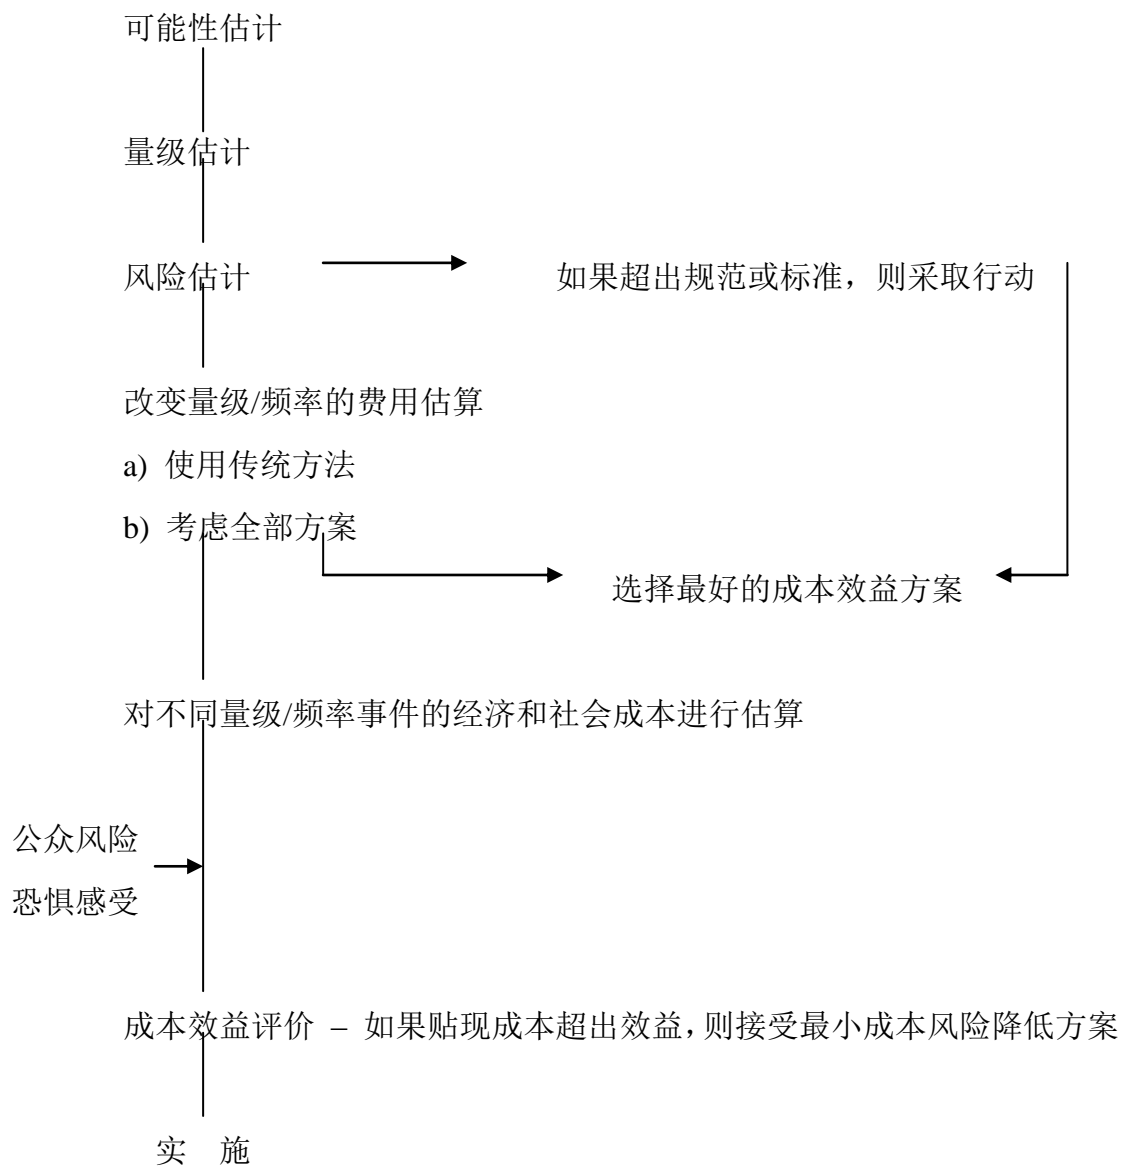 可能性估计
量级估计
风险估计
如果超出规范或标准，则采取行动
改变量级/频率的费用估算
a) 使用传统方法
b) 考虑全部方案
选择最好的成本效益方案
对不同量级/频率事件的经济和社会成本进行估算
公众风险
恐惧感受
成本效益评价 – 如果贴现成本超出效益，则接受最小成本风险降低方案
实 施